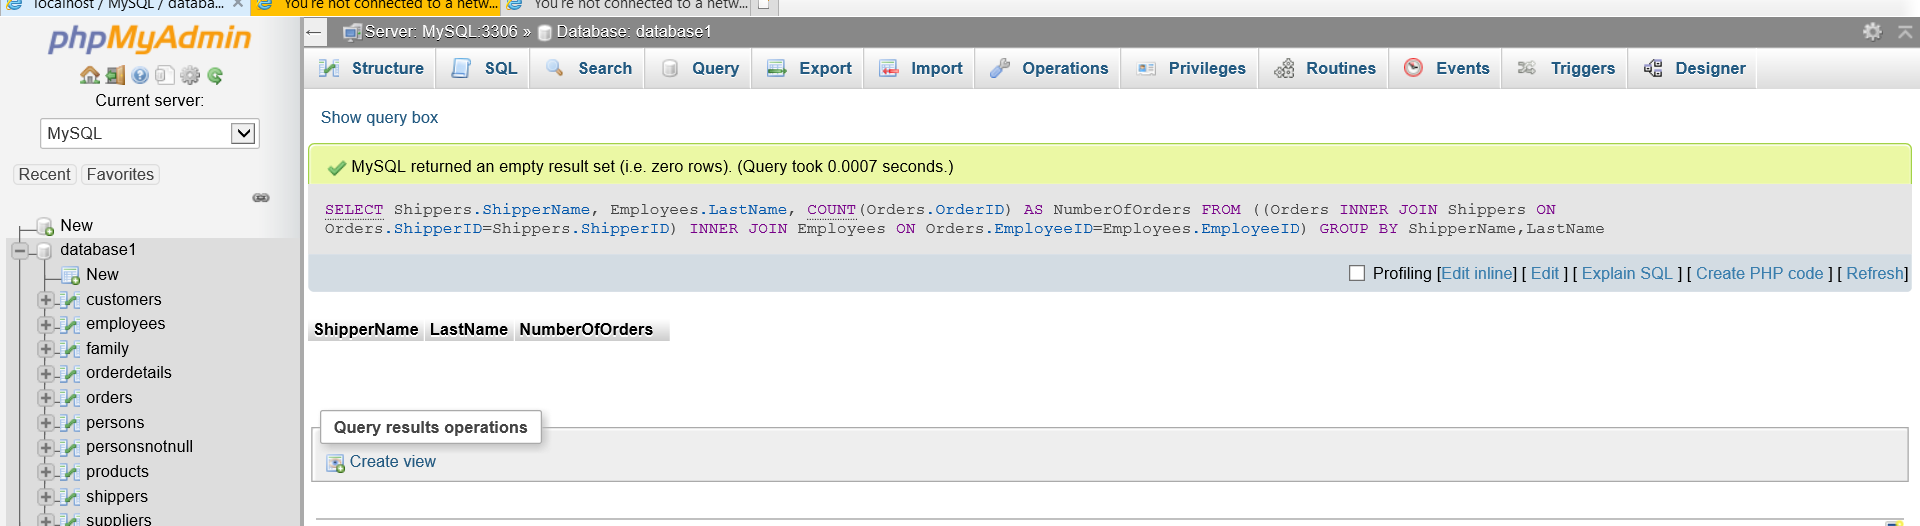 localhost / MySQL / databa...
You're not connected to a netw...
You're not connected to a netw...
phpMyAdmin
Current server:
MySQL
Recent
Favorites
New
database1
New
customers
employees
family
orderdetails
orders
persons
personsnotnull
products
shippers
suppliers
Server: MySQL:3306 » Database: database1
Structure
SQL
Search
Query
Export
Import
Operations
Privileges
Routines
Events
Triggers
Designer
Show query box
MySQL returned an empty result set (i.e. zero rows). (Query took 0.0007 seconds.)
SELECT Shippers.ShipperName, Employees.LastName, COUNT(Orders.OrderID) AS NumberOfOrders FROM ((Orders INNER JOIN Shippers ON
Orders.ShipperID=Shippers.ShipperID) INNER JOIN Employees ON Orders.EmployeeID=Employees.EmployeeID) GROUP BY ShipperName,LastName
Profiling [Edit inline] [ Edit ] [ Explain SQL ] [ Create PHP code ] [ Refresh]
ShipperName LastName NumberOfOrders
Query results operations
Create view